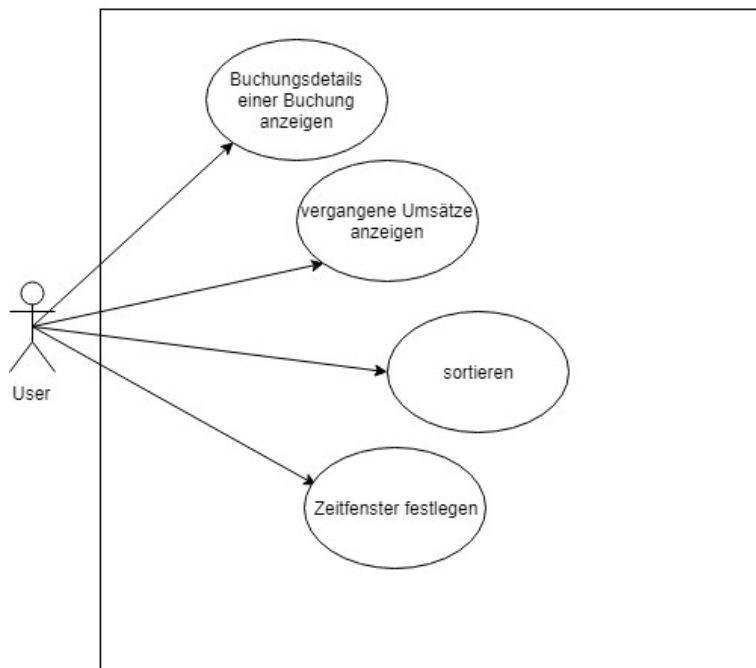 Buchungsdetails
einer Buchung
anzeigen
vergangene Umsätze
anzeigen
sortieren
User
Zeitfenster festlegen